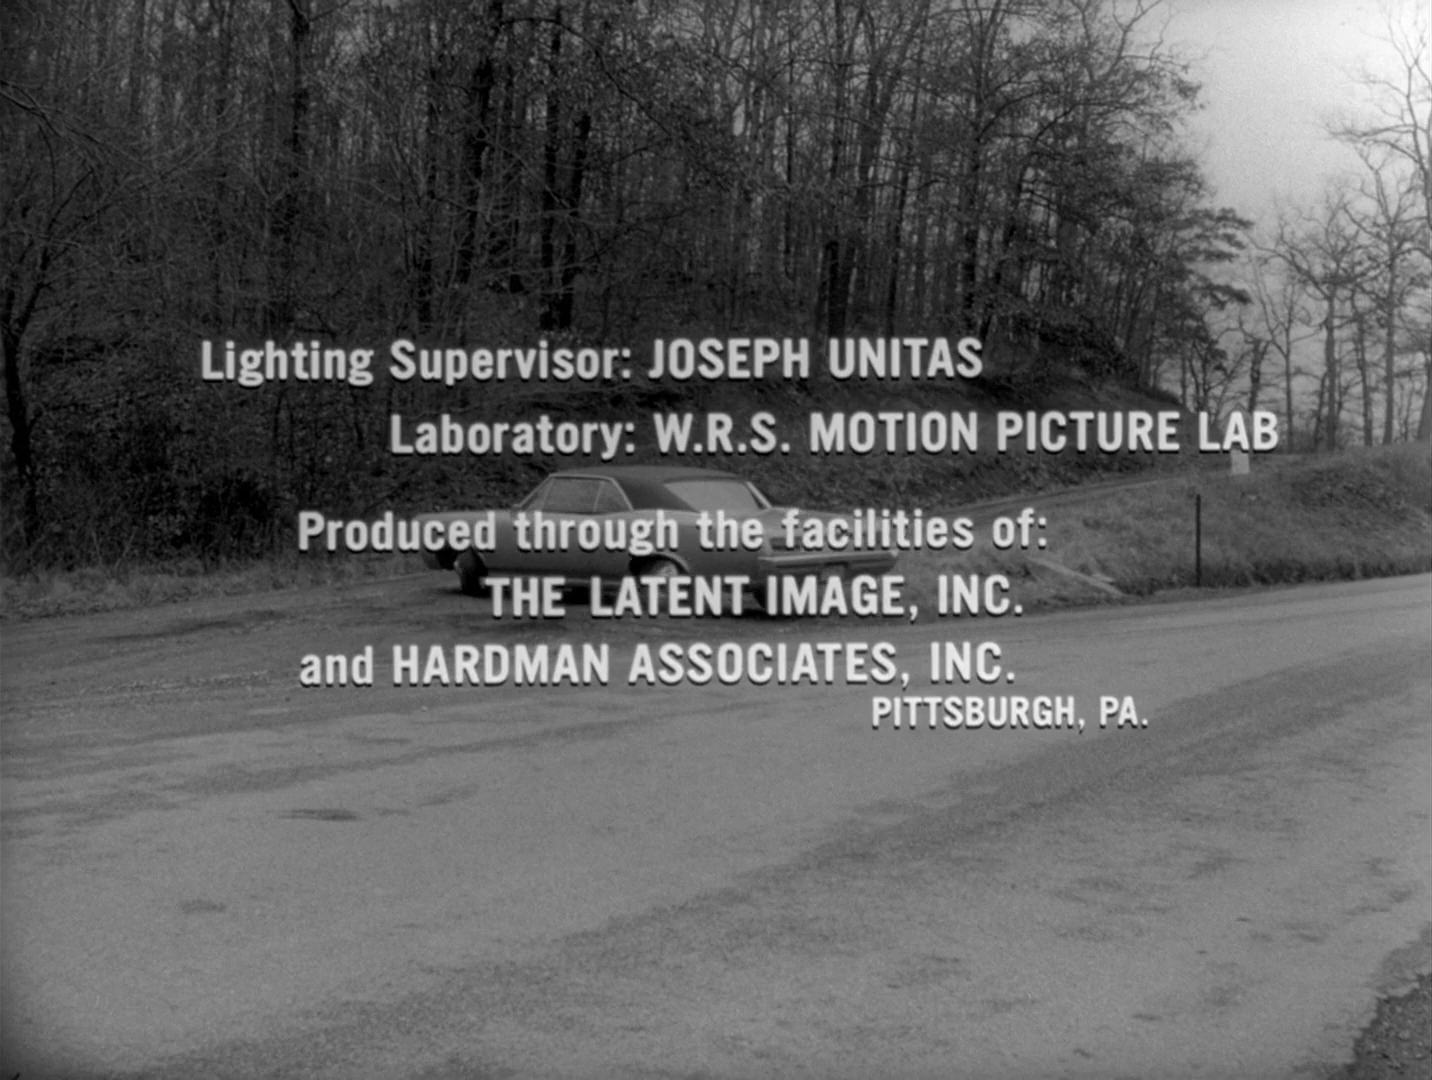 Lighting Supervisor: JOSEPH UNITAS
Laboratory: W.R.S. MOTION PICTURE LAB
Produced through the facilities of:
THE LATENT IMAGE, INC.
and HARDMAN ASSOCIATES, INC.
PITTSBURGH, PA.